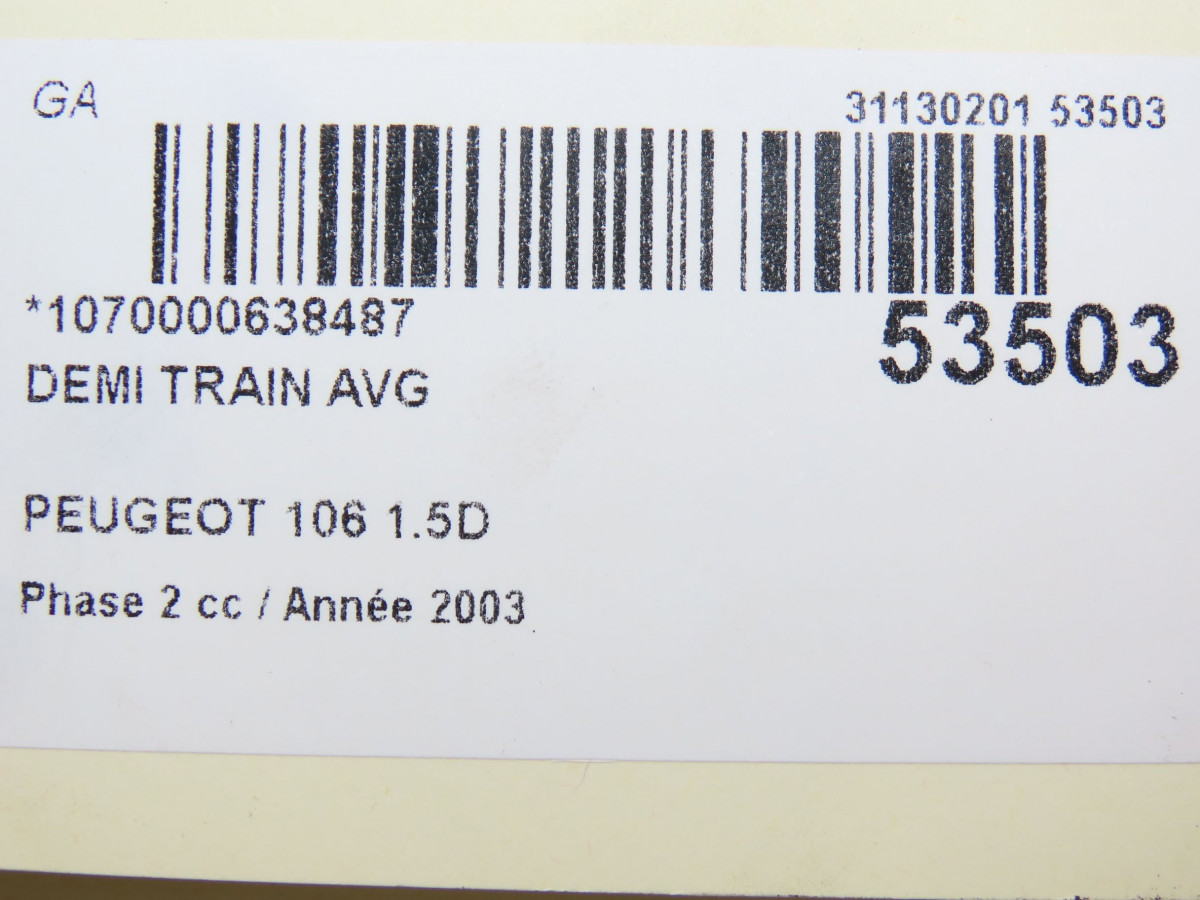 GA 31130201 53503
*1070000638487 53503
DEMI TRAIN AVG
PEUGEOT 106 1.5D
Phase 2 cc / Année 2003